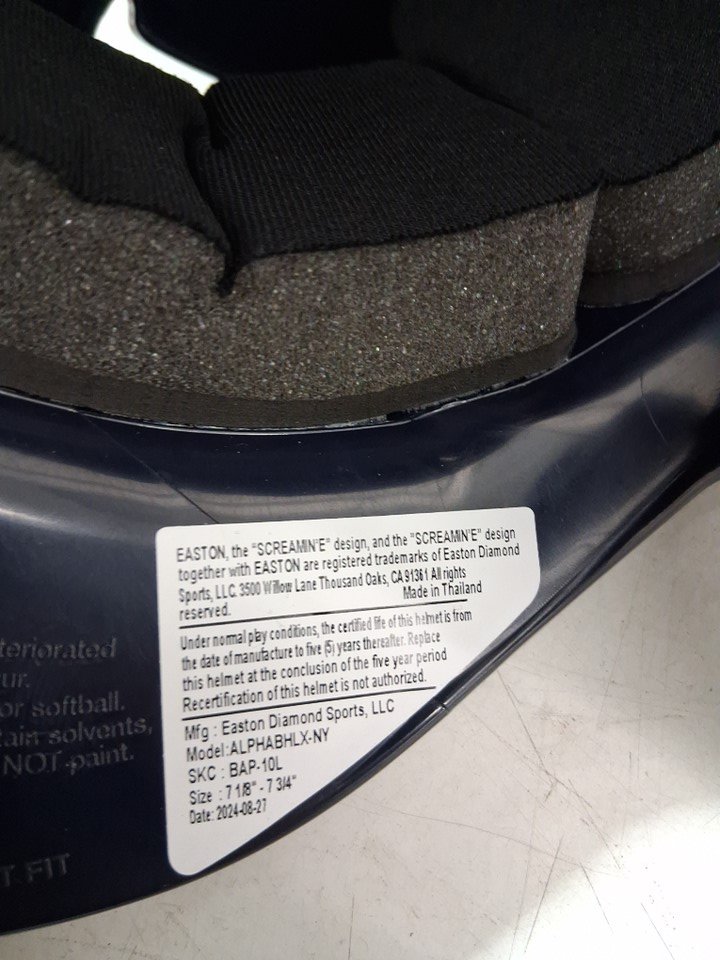 EASTON, the "SCREAMIN'E" design, and the "SCREAMIN'E" design
together with EASTON are registered trademarks of Easton Diamond
Sports, LLC. 3500 Willow Lane Thousand Oaks, CA 91361 All rights
reserved.
Made in Thailand
Under normal play conditions, the certified life of this helmet is from
the date of manufacture to five (5) years thereafter. Replace
this helmet at the conclusion of the five year period
Recertification of this helmet is not authorized.
Mfg : Easton Diamond Sports, LLC
Model:ALPHABHLX-NY
SKC : BAP-10L
Size : 7 1/8" - 7 3/4"
Date: 2024-08-27
or softball.
solvents,
NOT paint.
FIT